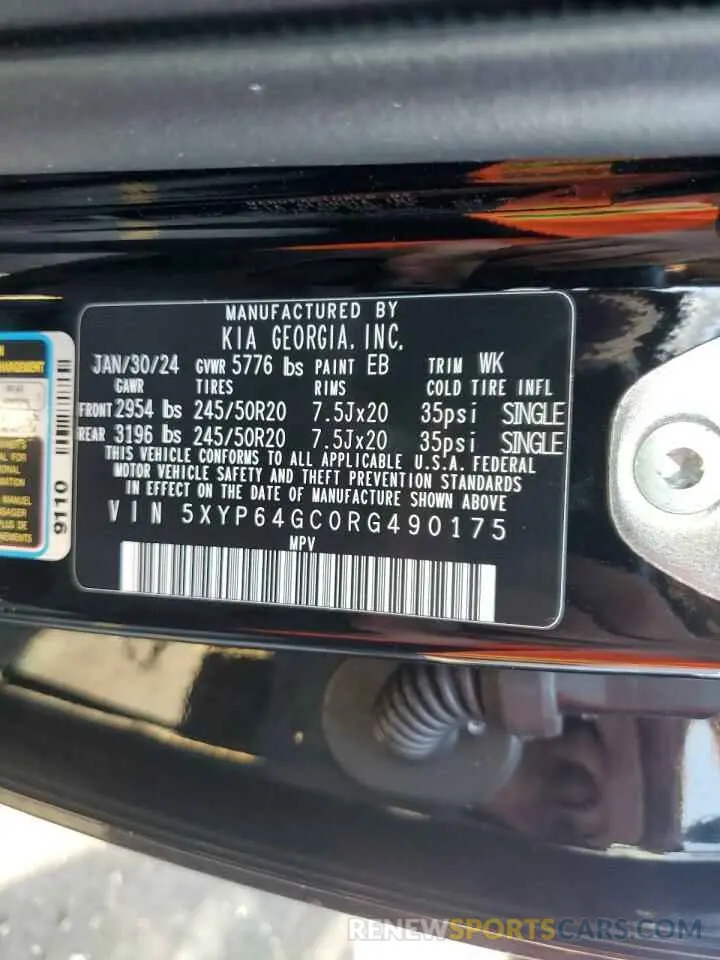 MANUFACTURED BY
KIA GEORGIA, INC.
JAN/30/24 GVWR 5776 lbs PAINT EB TRIM WK
GAWR TIRES RIMS COLD TIRE INFL
FRONT 2954 lbs 245/50R20 7.5Jx20 35psi SINGLE
REAR 3196 lbs 245/50R20 7.5Jx20 35psi SINGLE
THIS VEHICLE CONFORMS TO ALL APPLICABLE U.S.A. FEDERAL
MOTOR VEHICLE SAFETY AND THEFT PREVENTION STANDARDS
IN EFFECT ON THE DATE OF MANUFACTURE SHOWN ABOVE
VIN 5XYP64GC0RG490175
MPV
9110
RENEWSPORTSCARS.COM